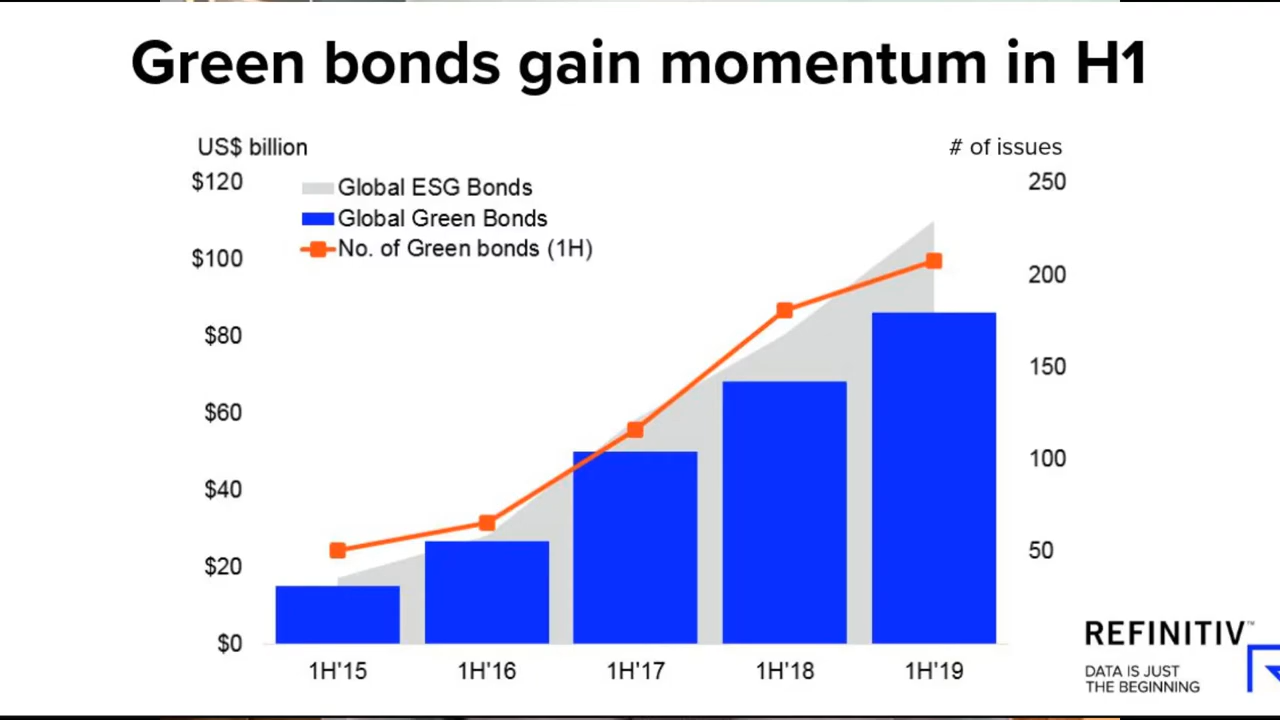 Green bonds gain momentum in H1
US$ billion
# of issues
$120
$100
$80
$60
$40
$20
$0
Global ESG Bonds
Global Green Bonds
No. of Green bonds (1H)
250
200
150
100
50
1H'15
1H'16
1H'17
1H'18
1H'19
REFINITIV™
DATA IS JUST
THE BEGINNING